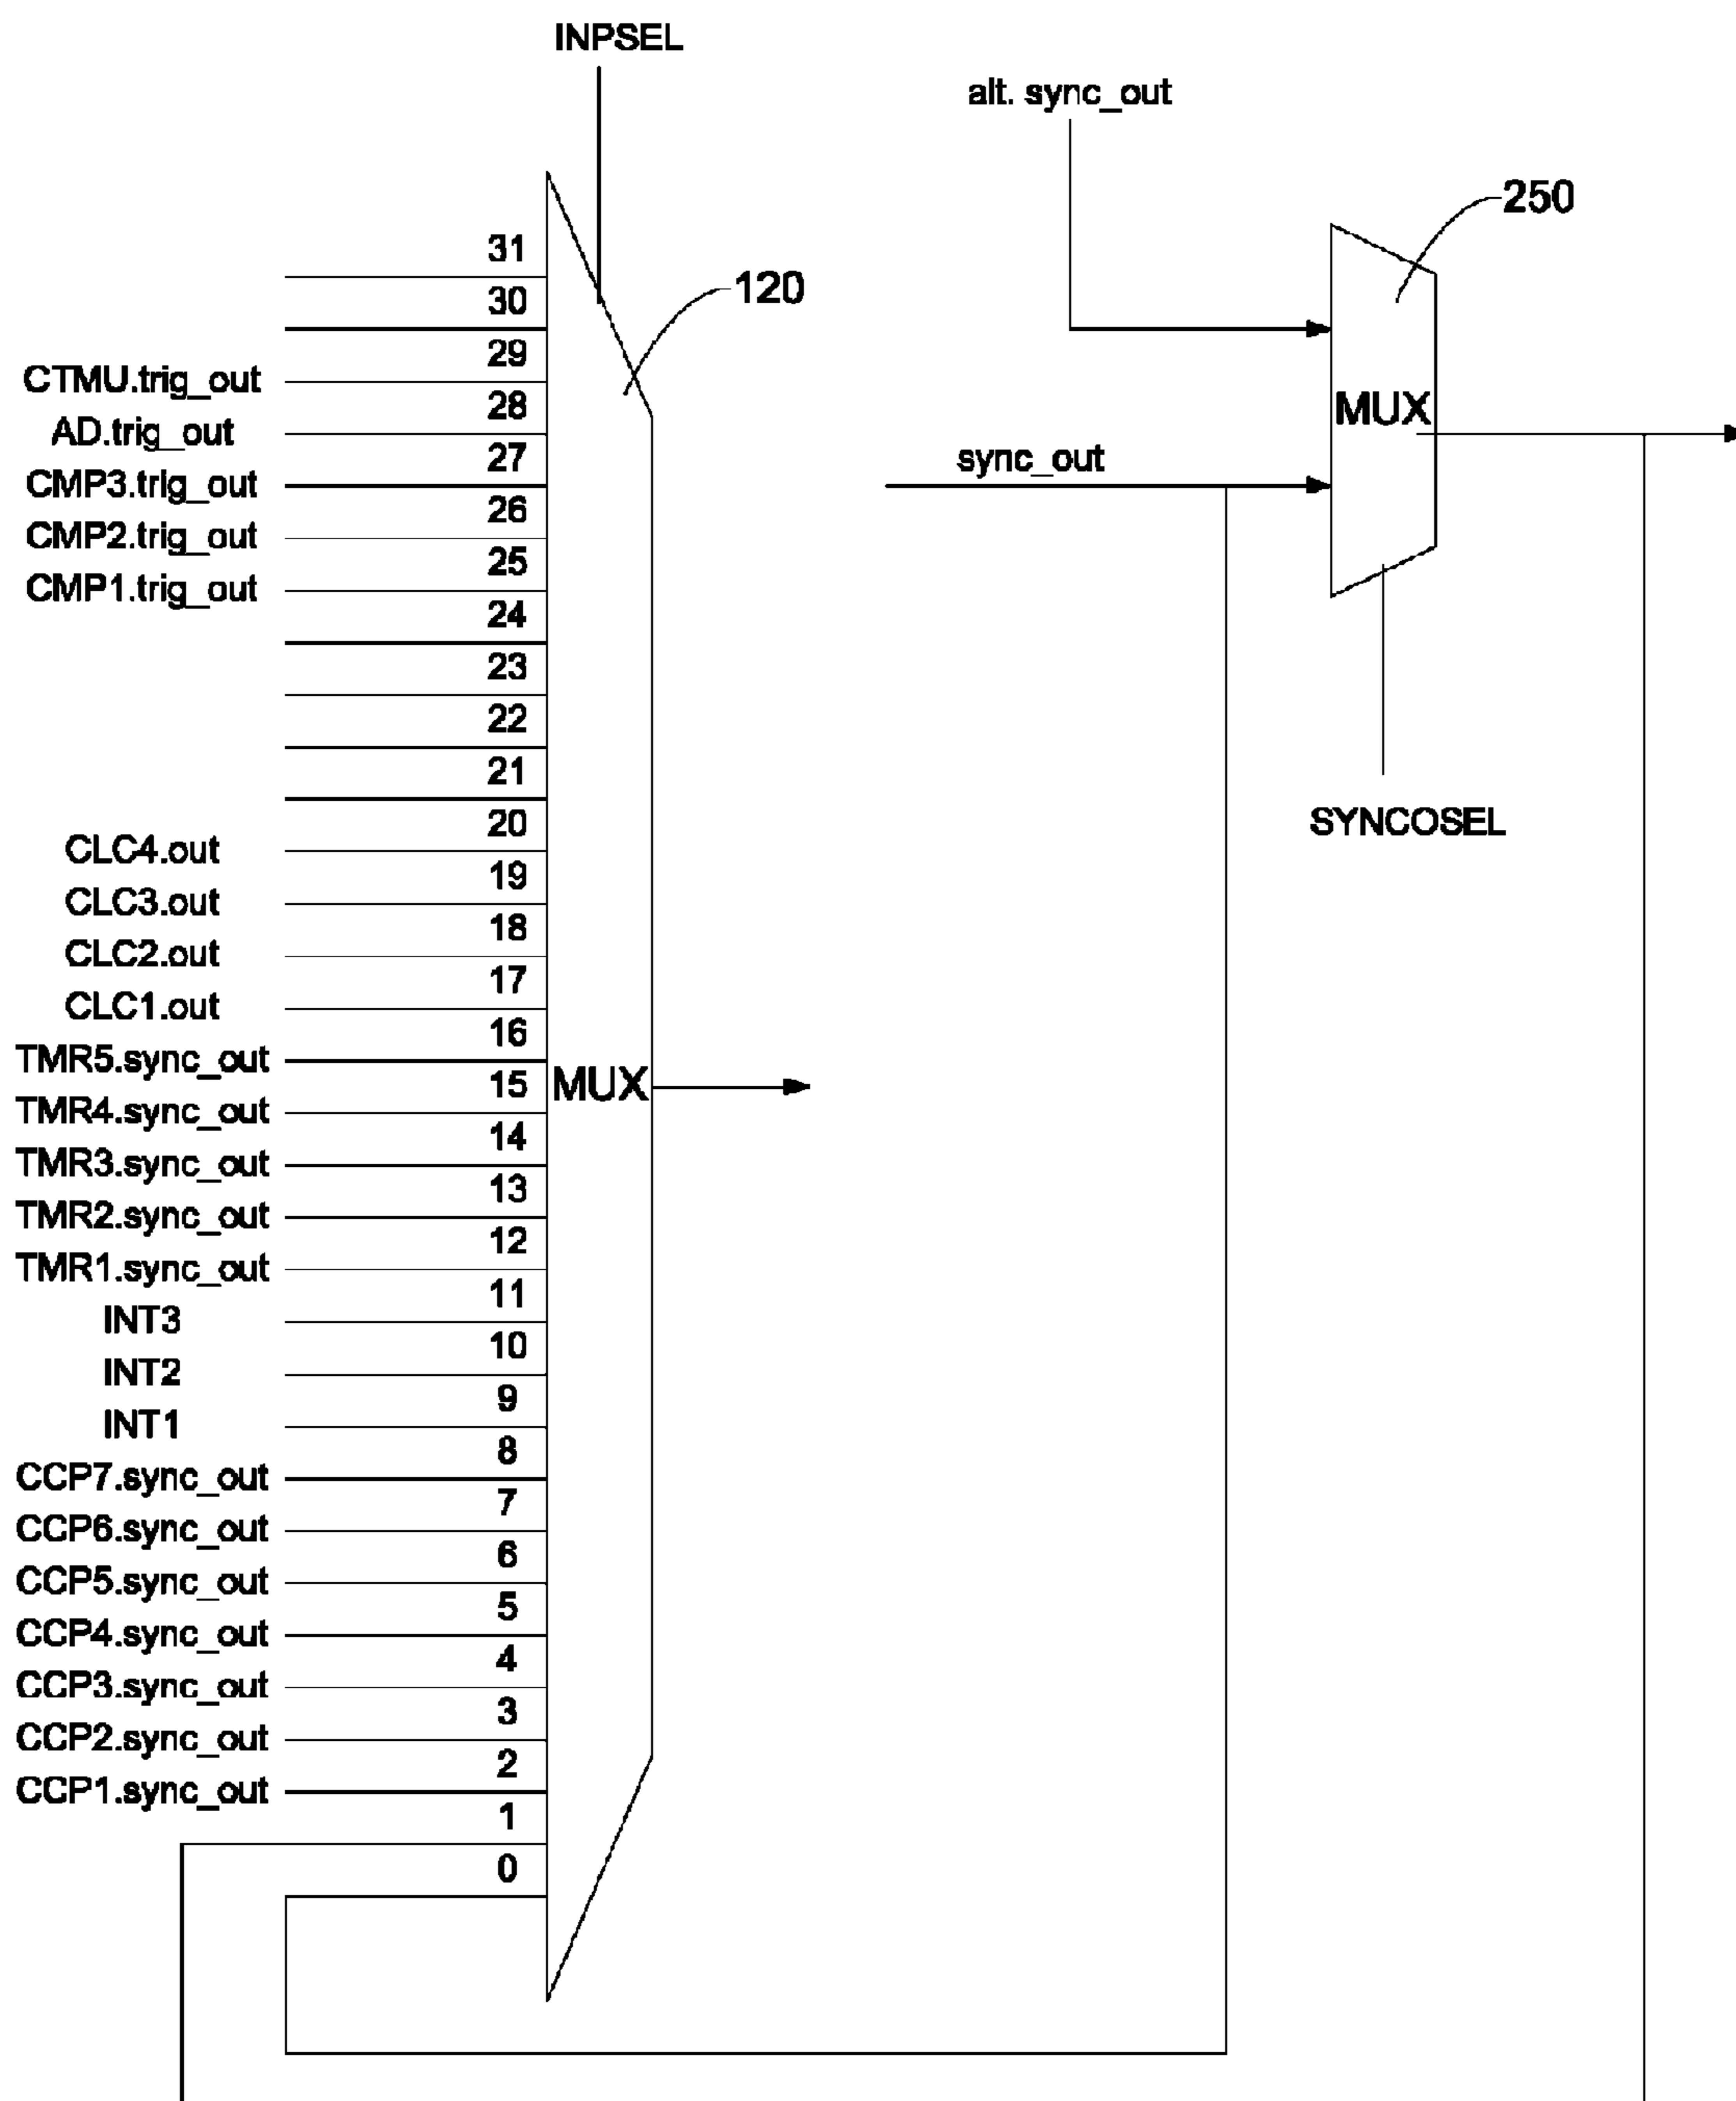 INPSEL
alt. sync_out
250
31
120
30
29
CTMU.trig_out
28
AD.trig_out
MUX
27
sync_out
CMP3.trig_out
26
CMP2.trig_out
25
CMP1.trig_out
24
23
22
21
20
SYNCOSEL
CLC4.out
19
CLC3.out
18
CLC2.out
17
CLC1.out
16
TMR5.sync_out
15
MUX
TMR4.sync_out
14
TMR3.sync_out
13
TMR2.sync_out
12
TMR1.sync_out
11
INT3
10
INT2
9
INT1
8
CCP7.sync_out
7
CCP6.sync_out
6
CCP5.sync_out
5
CCP4.sync_out
4
CCP3.sync_out
3
CCP2.sync_out
2
CCP1.sync_out
1
0